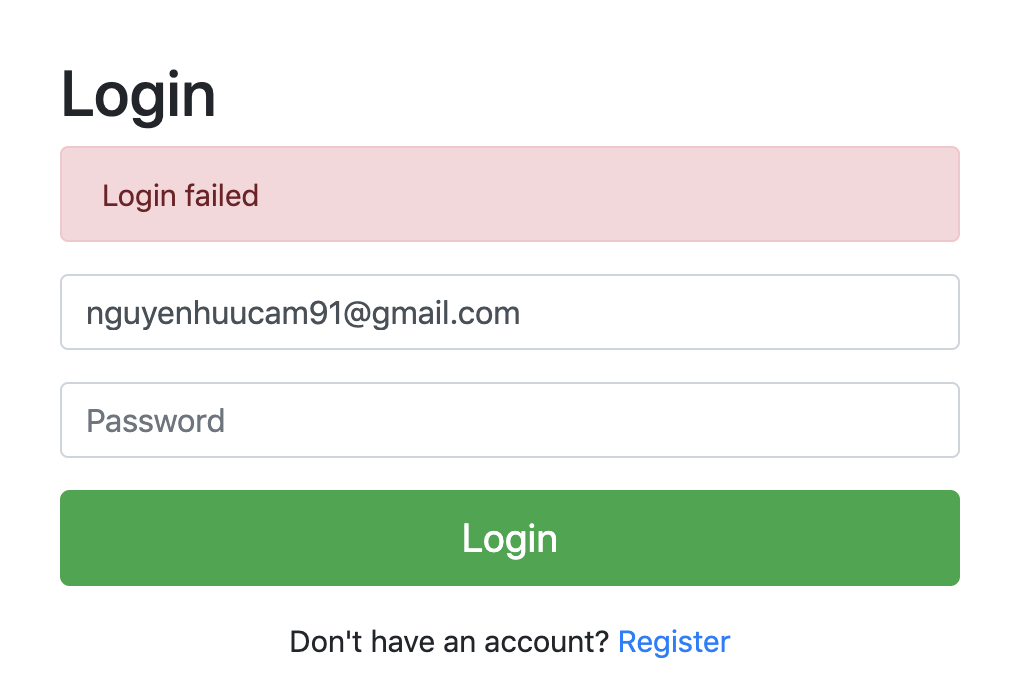 Login
Login failed
nguyenhuucam91@gmail.com
Password
Login
Don't have an account? Register